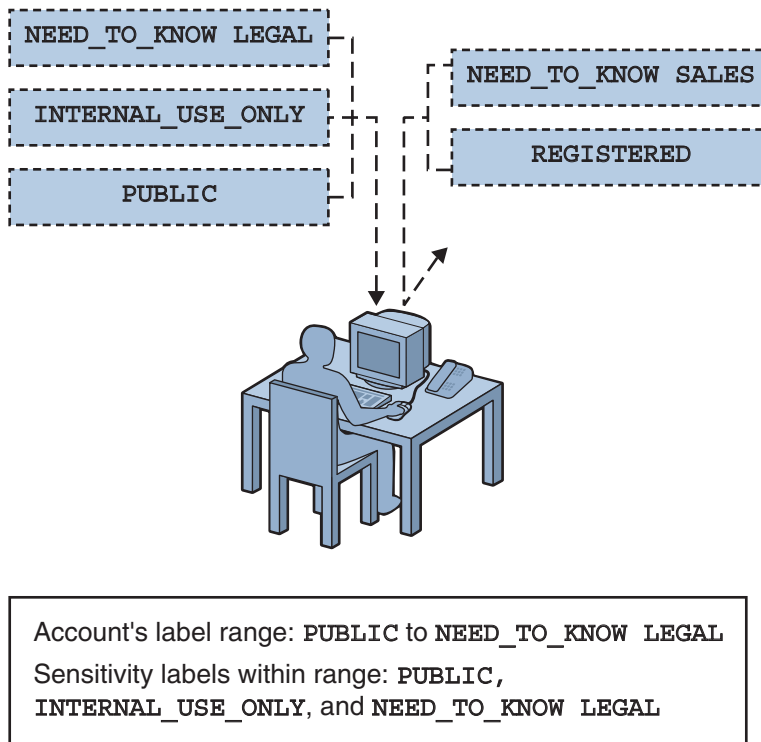 NEED_TO_KNOW LEGAL
INTERNAL_USE_ONLY
PUBLIC
NEED_TO_KNOW SALES
REGISTERED
Account's label range: PUBLIC to NEED_TO_KNOW LEGAL
Sensitivity labels within range: PUBLIC,
INTERNAL_USE_ONLY, and NEED_TO_KNOW LEGAL